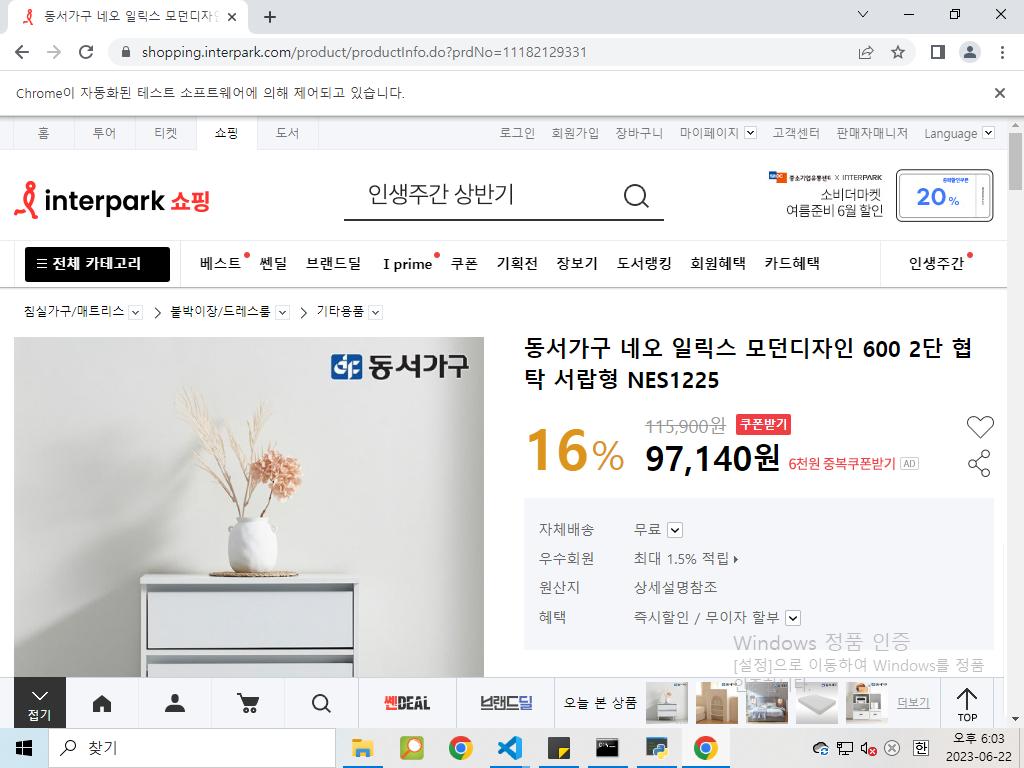 동서가구 네오 일릭스 모던디자인
shopping.interpark.com/product/productInfo.do?prdNo=11182129331
Chrome이 자동화된 테스트 소프트웨어에 의해 제어되고 있습니다.
홈 투어 티켓 쇼핑 도서 로그인 회원가입 장바구니 마이페이지 고객센터 판매자매니저 Language
interpark 쇼핑
인생주간 상반기
중소기업유통센터 X INTERPARK
소비더마켓
여름준비 6월 할인
20%
전체 카테고리 베스트 쎈딜 브랜드딜 I prime 쿠폰 기획전 장보기 도서랭킹 회원혜택 카드혜택 인생주간
침실가구/매트리스 > 붙박이장/드레스룸 > 기타용품
동서가구
동서가구 네오 일릭스 모던디자인 600 2단 협
탁 서랍형 NES1225
16%
115,900원 쿠폰받기
97,140원 6천원 중복쿠폰받기 AD
자체배송 무료
우수회원 최대 1.5% 적립
원산지 상세설명참조
혜택 즉시할인 / 무이자 할부
Windows 정품 인증
[설정]으로 이동하여 Windows를 정품
인증합니다.
접기 쎈DEAL 브랜드딜 오늘 본 상품 더보기 TOP
찾기
한
오후 6:03
2023-06-22